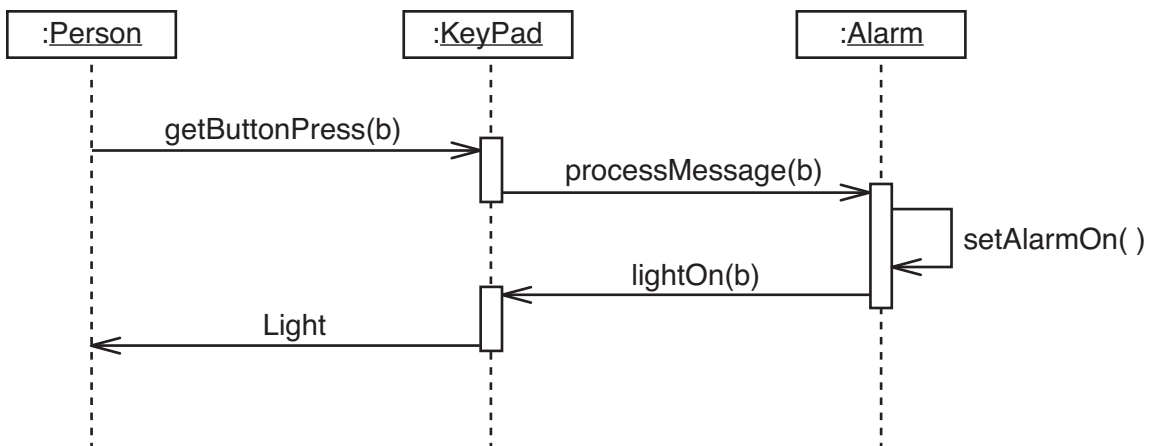 :Person
:KeyPad
:Alarm
getButtonPress(b)
processMessage(b)
setAlarmOn( )
lightOn(b)
Light